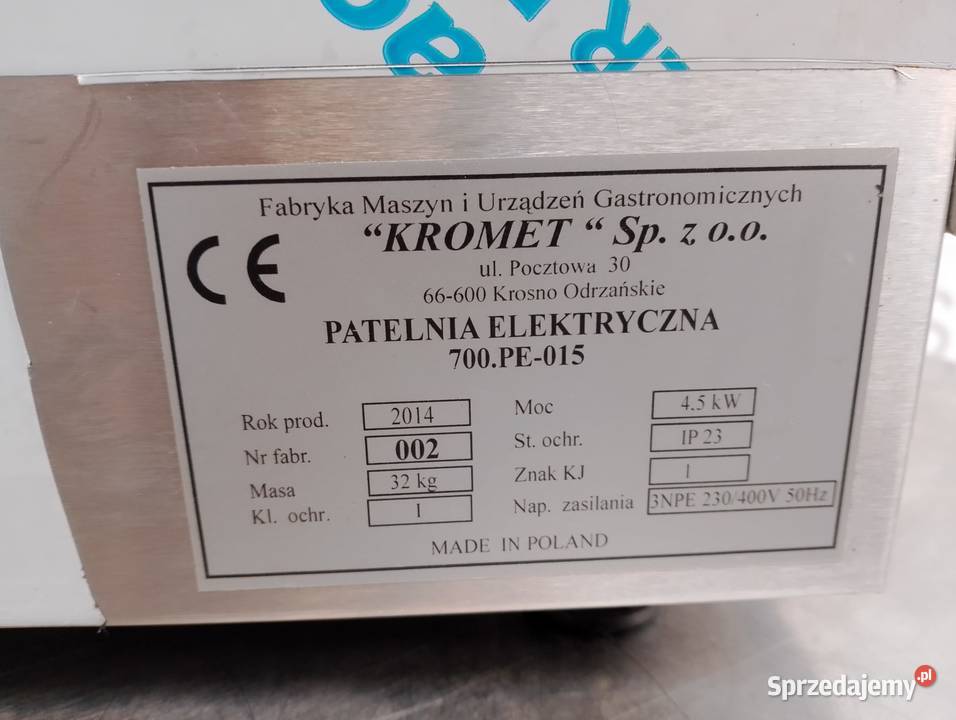 Fabryka Maszyn i Urządzeń Gastronomicznych
"KROMET " Sp. z o.o.
ul. Pocztowa 30
66-600 Krosno Odrzańskie
CE
PATELNIA ELEKTRYCZNA
700.PE-015
Rok prod. 2014
Nr fabr. 002
Masa 32 kg
Kl. ochr. I
Moc 4,5 kW
St. ochr. IP 23
Znak KJ 1
Nap. zasilania 3NPE 230/400V 50Hz
MADE IN POLAND
Sprzedajemy.pl